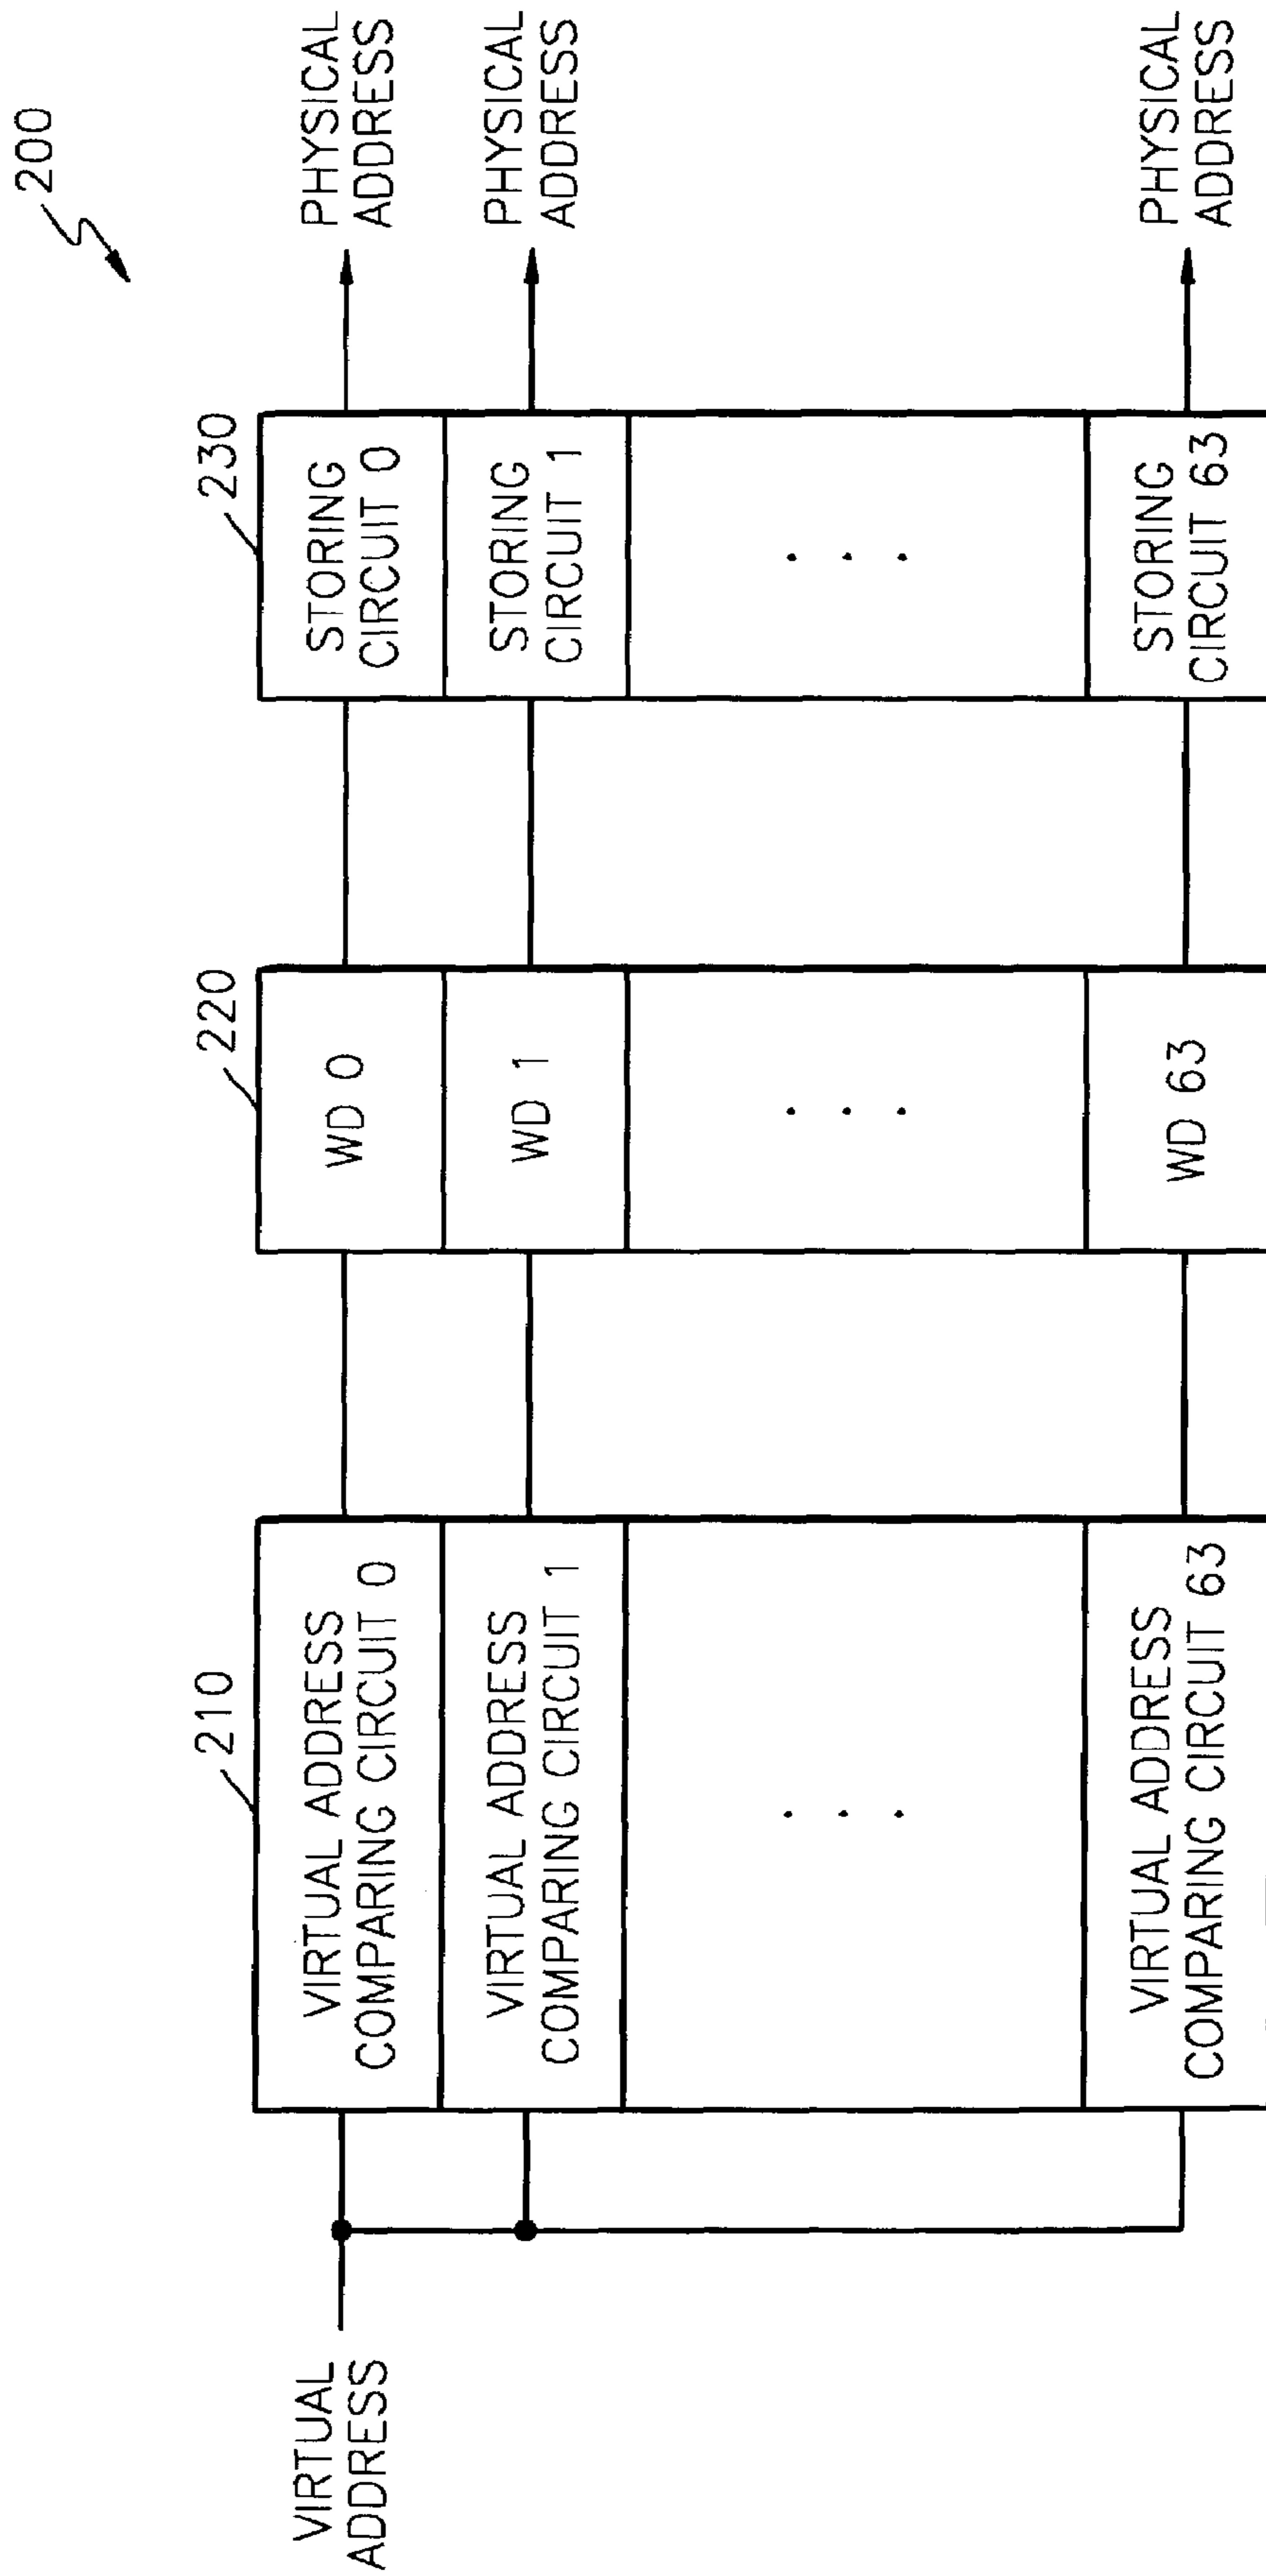 200
VIRTUAL
ADDRESS
210
VIRTUAL ADDRESS
COMPARING CIRCUIT 0
VIRTUAL ADDRESS
COMPARING CIRCUIT 1
. . .
VIRTUAL ADDRESS
COMPARING CIRCUIT 63
220
WD 0
WD 1
. . .
WD 63
230
STORING
CIRCUIT 0
STORING
CIRCUIT 1
. . .
STORING
CIRCUIT 63
PHYSICAL
ADDRESS
PHYSICAL
ADDRESS
PHYSICAL
ADDRESS